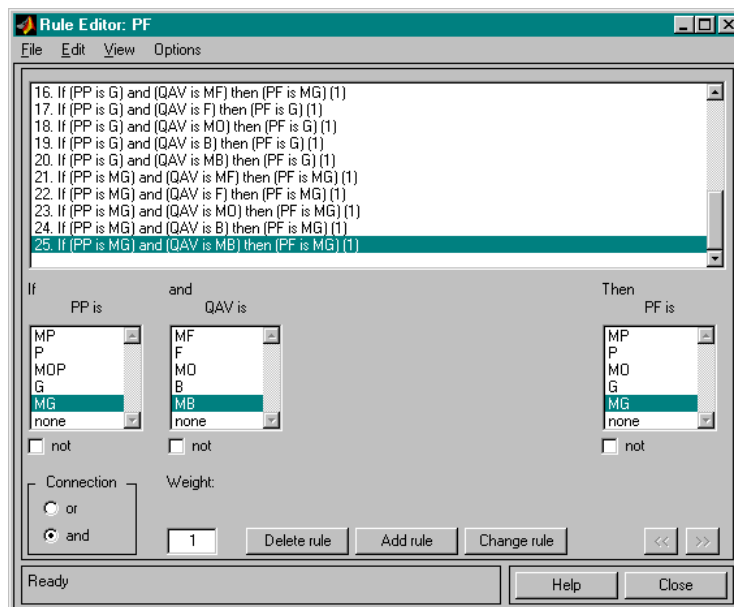 Rule Editor: PF
File Edit View Options
16. If (PP is G) and (QAV is MF) then (PF is MG) (1)
17. If (PP is G) and (QAV is F) then (PF is G) (1)
18. If (PP is G) and (QAV is MO) then (PF is G) (1)
19. If (PP is G) and (QAV is B) then (PF is G) (1)
20. If (PP is G) and (QAV is MB) then (PF is G) (1)
21. If (PP is MG) and (QAV is MF) then (PF is MG) (1)
22. If (PP is MG) and (QAV is F) then (PF is MG) (1)
23. If (PP is MG) and (QAV is MO) then (PF is MG) (1)
24. If (PP is MG) and (QAV is B) then (PF is MG) (1)
25. If (PP is MG) and (QAV is MB) then (PF is MG) (1)
If
PP is
MP
P
MOP
G
MG
none
not
and
QAV is
MF
F
MO
B
MB
none
not
Then
PF is
MP
P
MO
G
MG
none
not
Connection
or
and
Weight:
1
Delete rule
Add rule
Change rule
<<
>>
Ready
Help
Close